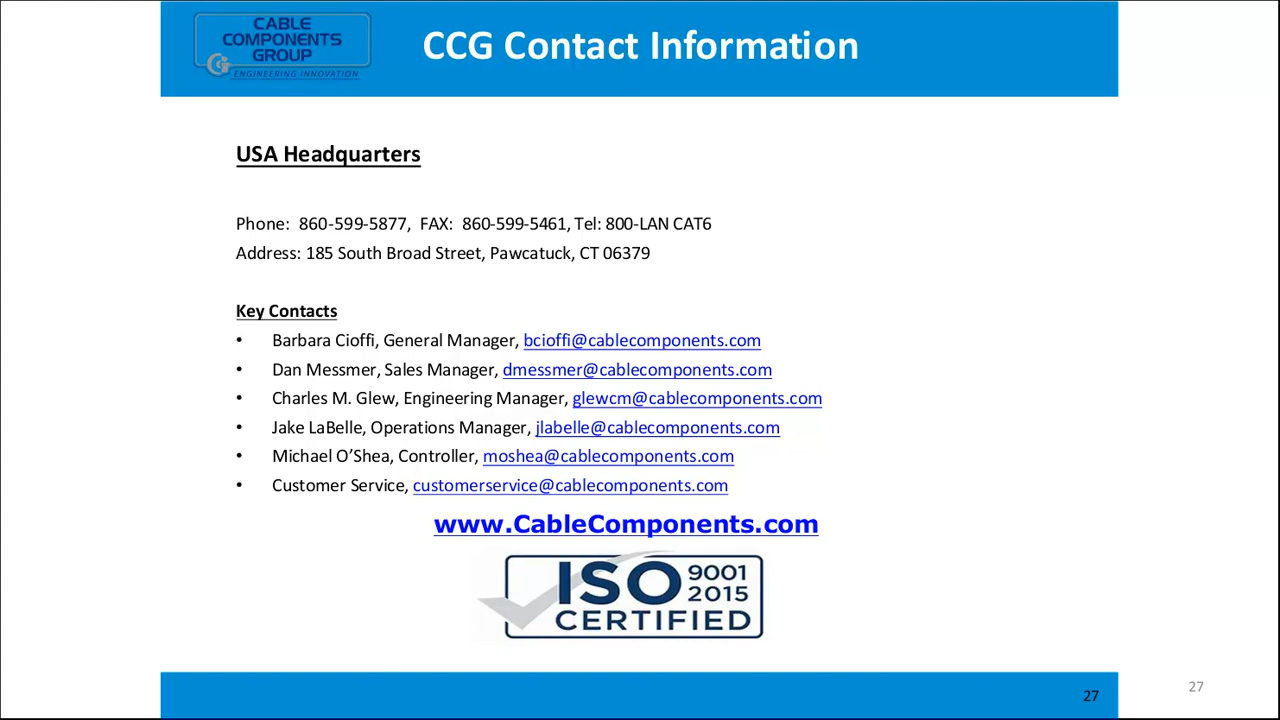 CABLE
COMPONENTS
GROUP
ENGINEERING INNOVATION
CCG Contact Information
USA Headquarters
Phone: 860-599-5877, FAX: 860-599-5461, Tel: 800-LAN CAT6
Address: 185 South Broad Street, Pawcatuck, CT 06379
Key Contacts
• Barbara Cioffi, General Manager, bcioffi@cablecomponents.com
• Dan Messmer, Sales Manager, dmessmer@cablecomponents.com
• Charles M. Glew, Engineering Manager, glewcm@cablecomponents.com
• Jake LaBelle, Operations Manager, jlabelle@cablecomponents.com
• Michael O’Shea, Controller, moshea@cablecomponents.com
• Customer Service, customerservice@cablecomponents.com
www.CableComponents.com
ISO 9001
2015
CERTIFIED
27
27